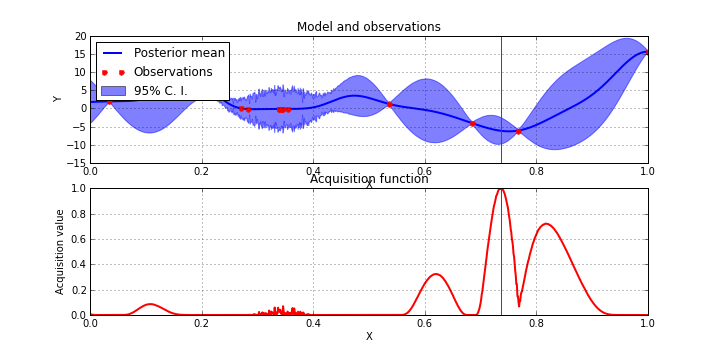 Model and observations
20
15
10
5
0
−5
−10
−15
Y
Posterior mean
Observations
95% C. I.
0.0 0.2 0.4 0.6 0.8 1.0
X
Acquisition function
1.0
0.8
0.6
0.4
0.2
0.0
Acquisition value
0.0 0.2 0.4 0.6 0.8 1.0
X